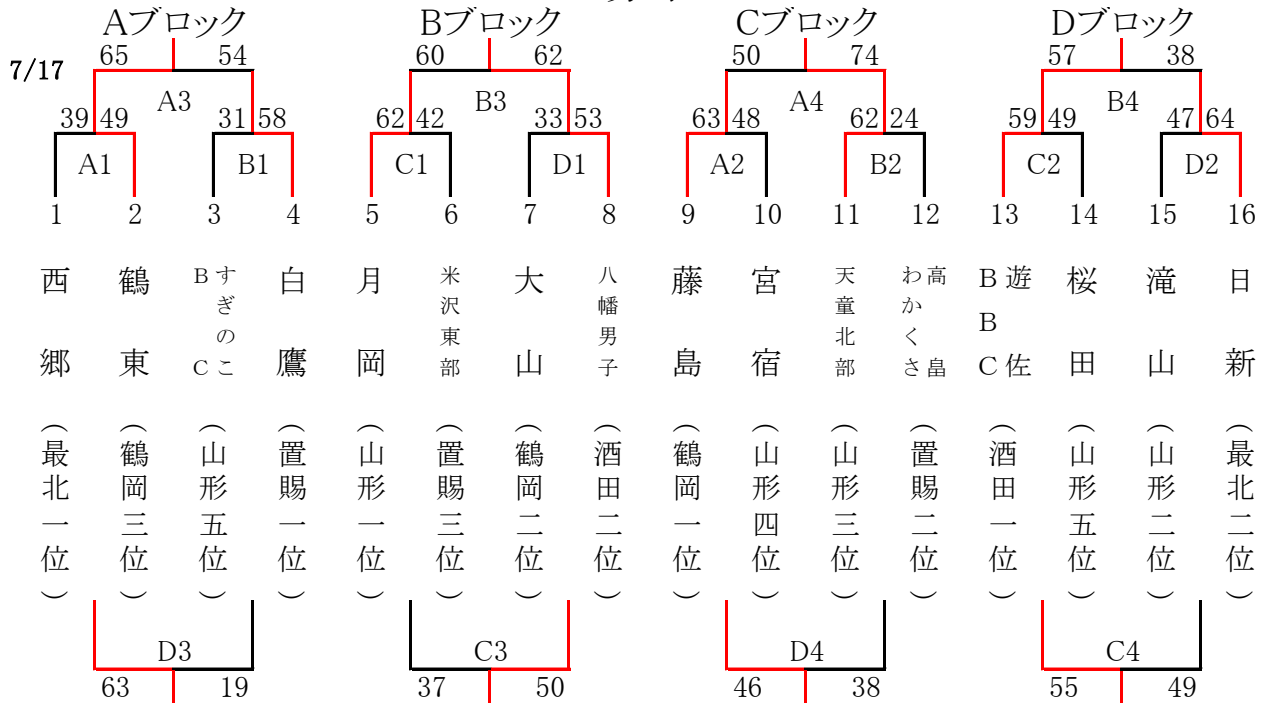 Aブロック Bブロック Cブロック Dブロック
7/17
65 54 60 62 50 74 57 38
A3 B3 A4 B4
39 49 31 58 62 42 33 53 63 48 62 24 59 49 47 64
A1 B1 C1 D1 A2 B2 C2 D2
1 2 3 4 5 6 7 8 9 10 11 12 13 14 15 16
西郷(最北一位)
鶴東(鶴岡三位)
すぎのこBC(山形五位)
白鷹(置賜一位)
月岡(山形一位)
米沢東部(置賜三位)
大山(鶴岡二位)
八幡男子(酒田二位)
藤島(鶴岡一位)
宮宿(山形四位)
天童北部(山形三位)
高畠わかくさ(置賜二位)
遊佐BBC(酒田一位)
桜田(山形五位)
滝山(山形二位)
日新(最北二位)
D3 C3 D4 C4
63 19 37 50 46 38 55 49